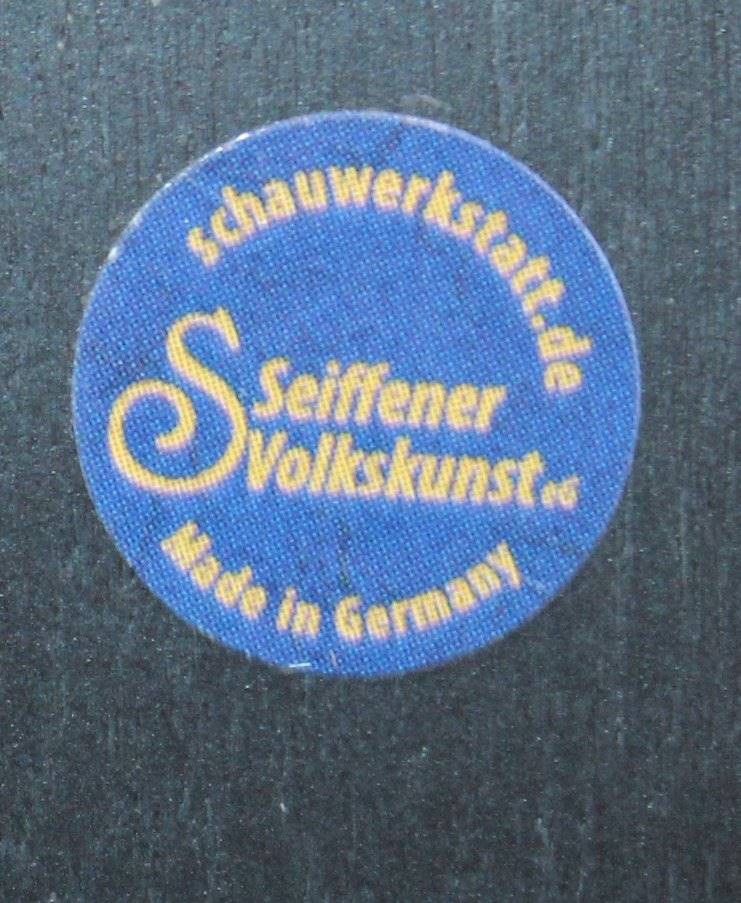 schauwerkstatt.de
Seiffener
Volkskunst eG
Made in Germany